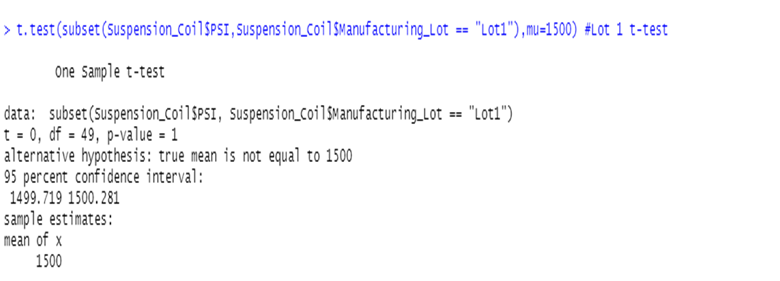 > t.test(subset(Suspension_Coil$PSI,Suspension_Coil$Manufacturing_Lot == "Lot1"),mu=1500) #Lot 1 t-test
One Sample t-test
data:  subset(Suspension_Coil$PSI, Suspension_Coil$Manufacturing_Lot == "Lot1")
t = 0, df = 49, p-value = 1
alternative hypothesis: true mean is not equal to 1500
95 percent confidence interval:
1499.719 1500.281
sample estimates:
mean of x
1500